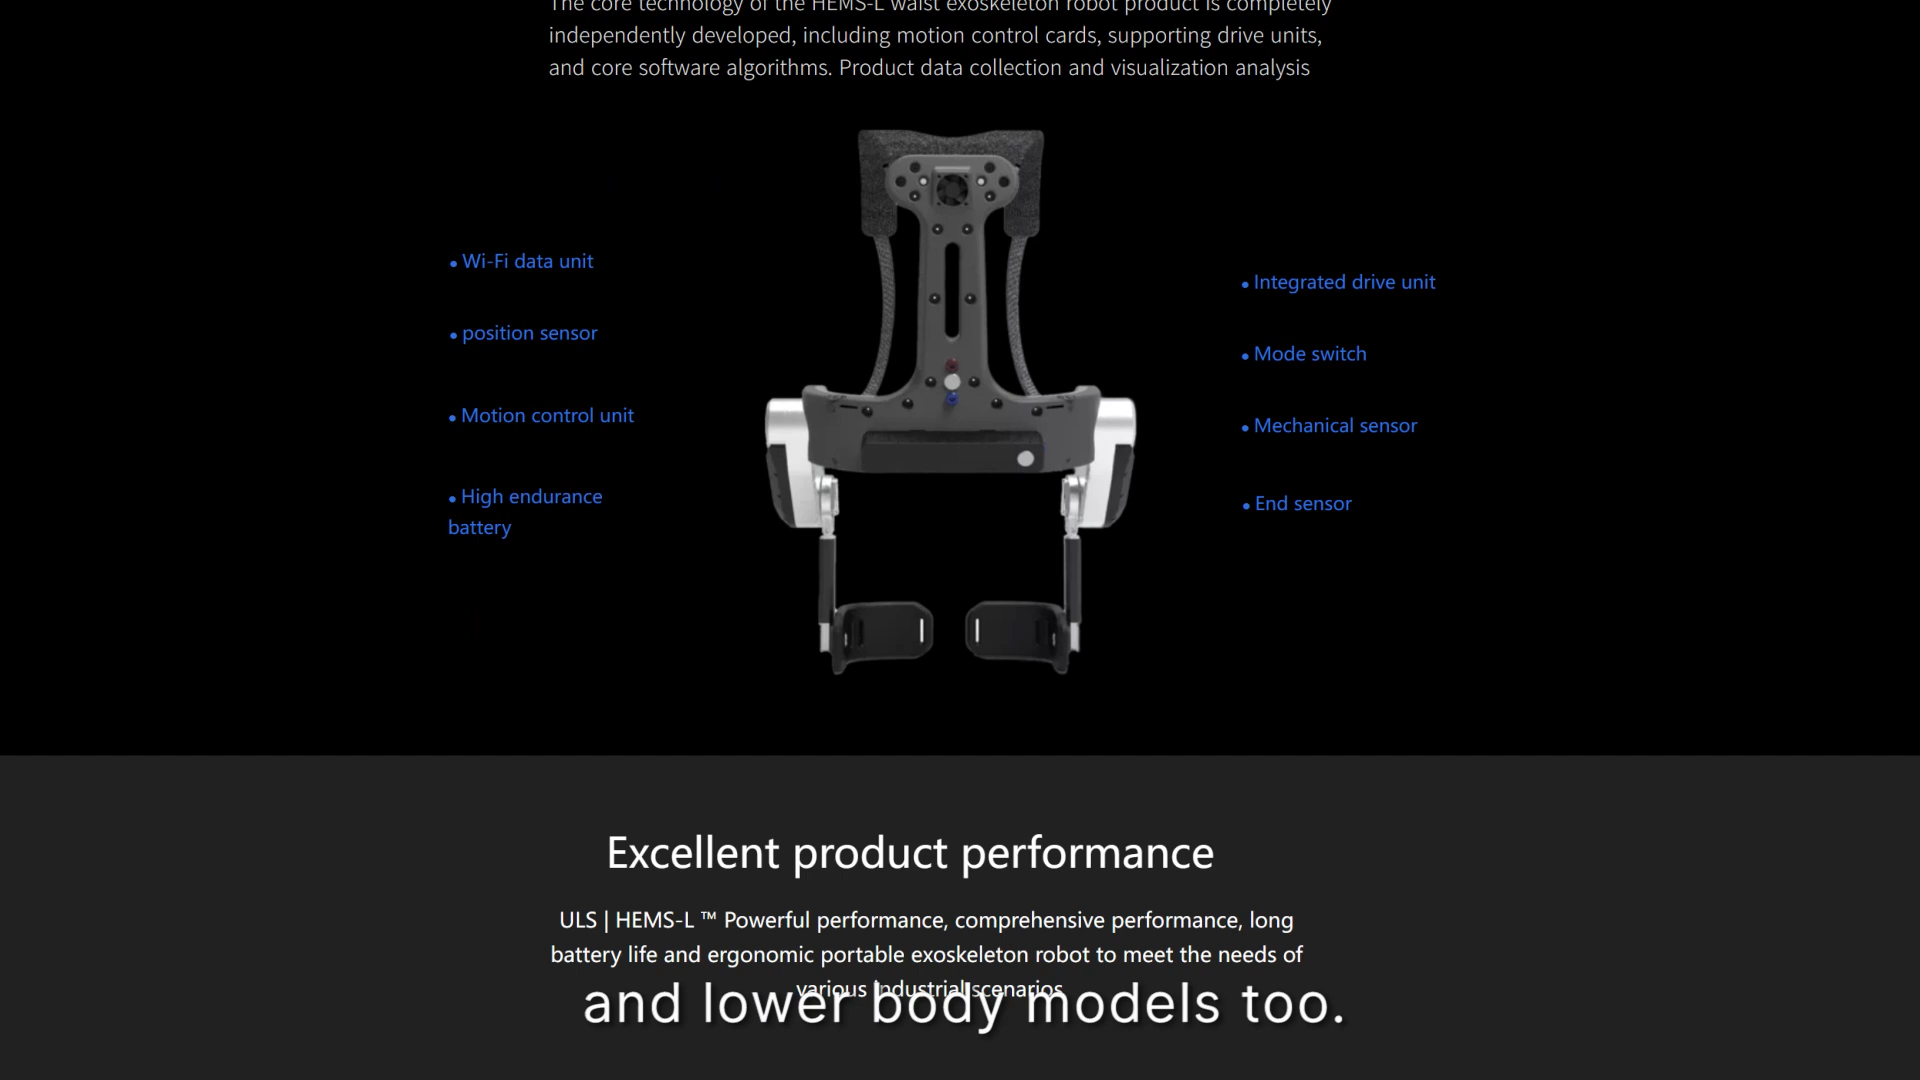 The core technology of the HEMS-L waist exoskeleton robot product is completely
independently developed, including motion control cards, supporting drive units,
and core software algorithms. Product data collection and visualization analysis
• Wi-Fi data unit
• position sensor
• Motion control unit
• High endurance
battery
• Integrated drive unit
• Mode switch
• Mechanical sensor
• End sensor
Excellent product performance
ULS | HEMS-L ™ Powerful performance, comprehensive performance, long
battery life and ergonomic portable exoskeleton robot to meet the needs of
various industrial scenarios
and lower body models too.